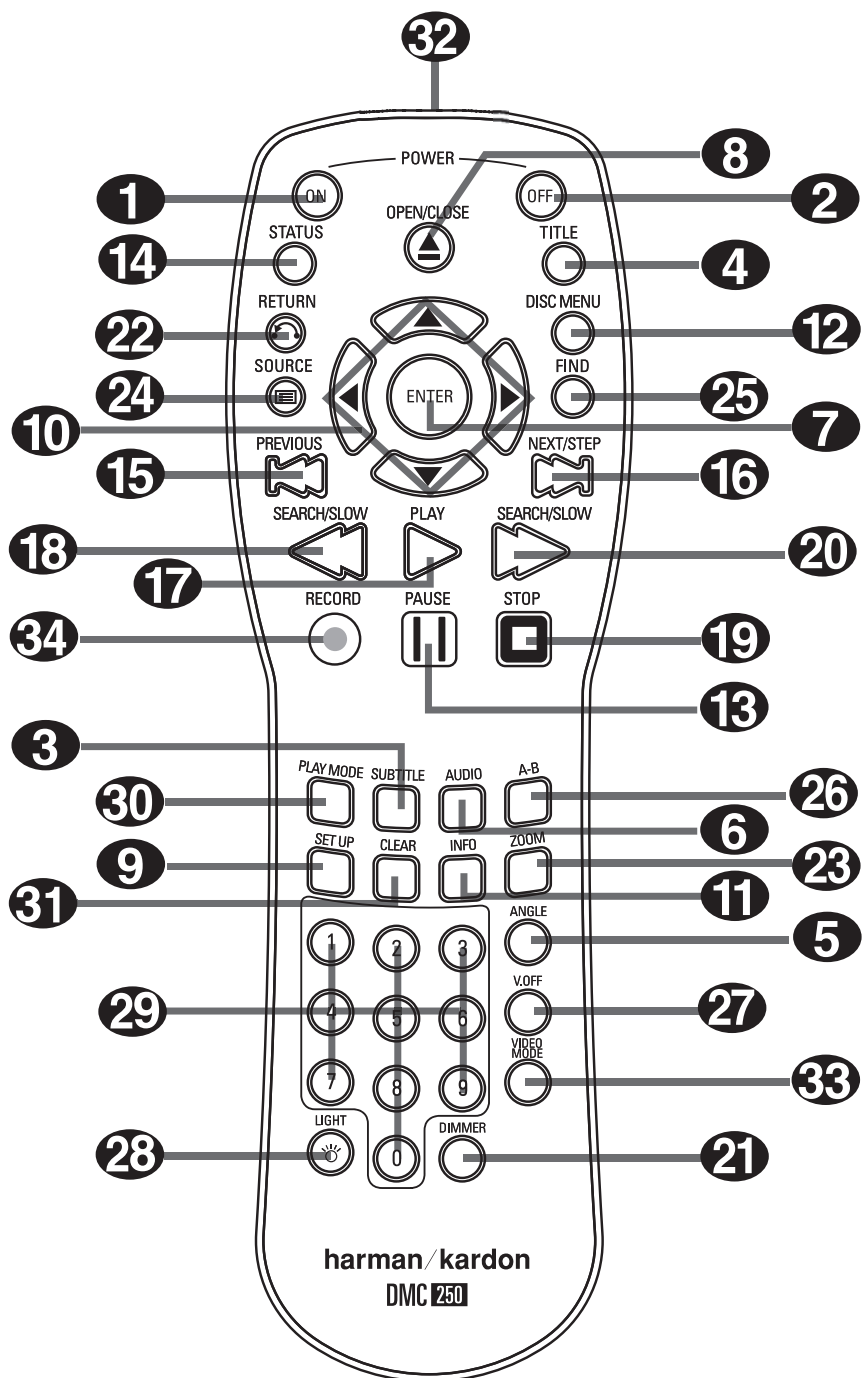 32
POWER
8
1
ON
OFF
2
OPEN/CLOSE
STATUS
TITLE
14
4
RETURN
DISC MENU
22
12
SOURCE
FIND
24
ENTER
25
10
7
PREVIOUS
NEXT/STEP
15
16
SEARCH/SLOW
PLAY
SEARCH/SLOW
18
20
17
RECORD
PAUSE
STOP
34
19
13
3
PLAY MODE
SUBTITLE
AUDIO
A-B
30
26
6
SET UP
CLEAR
INFO
ZOOM
9
23
31
11
ANGLE
1
2
3
5
V.OFF
29
4
5
6
27
VIDEO
MODE
7
8
9
33
LIGHT
DIMMER
28
0
21
harman/kardon
DMC 250